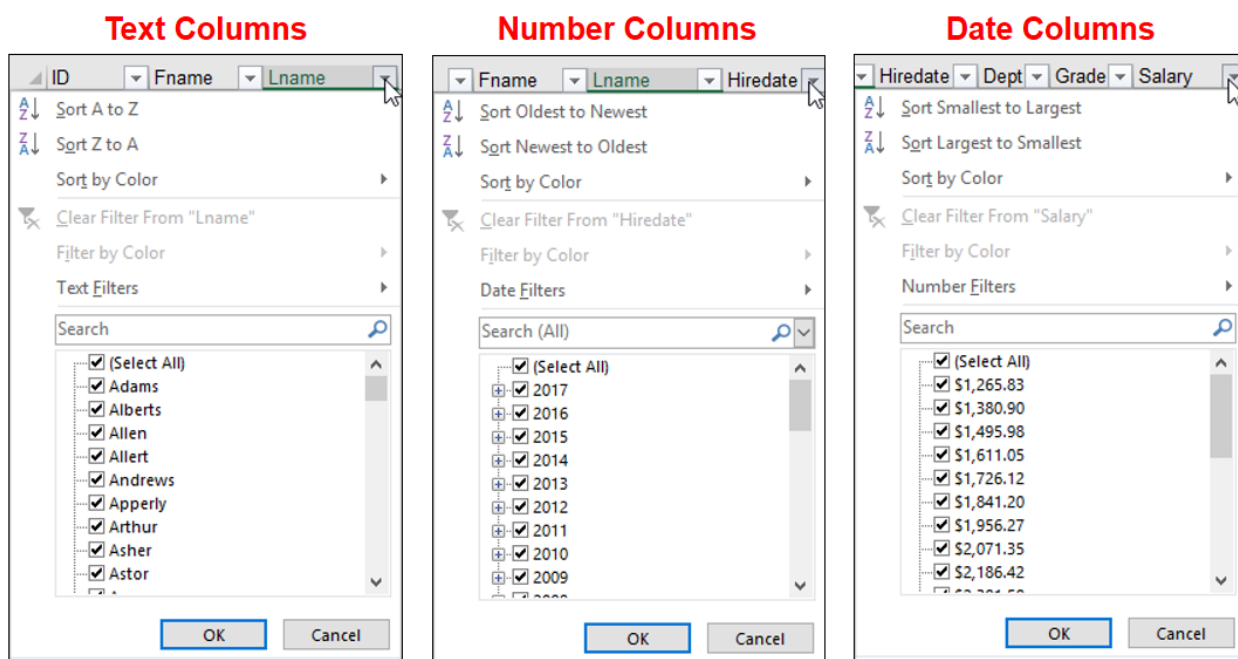 Text Columns
ID Fname Lname
Sort A to Z
Sort Z to A
Sort by Color
Clear Filter From "Lname"
Filter by Color
Text Filters
Search
(Select All)
Adams
Alberts
Allen
Allert
Andrews
Apperly
Arthur
Asher
Astor
OK Cancel
Number Columns
Fname Lname Hiredate
Sort Oldest to Newest
Sort Newest to Oldest
Sort by Color
Clear Filter From "Hiredate"
Filter by Color
Date Filters
Search (All)
(Select All)
2017
2016
2015
2014
2013
2012
2011
2010
2009
OK Cancel
Date Columns
Hiredate Dept Grade Salary
Sort Smallest to Largest
Sort Largest to Smallest
Sort by Color
Clear Filter From "Salary"
Filter by Color
Number Filters
Search
(Select All)
$1,265.83
$1,380.90
$1,495.98
$1,611.05
$1,726.12
$1,841.20
$1,956.27
$2,071.35
$2,186.42
OK Cancel